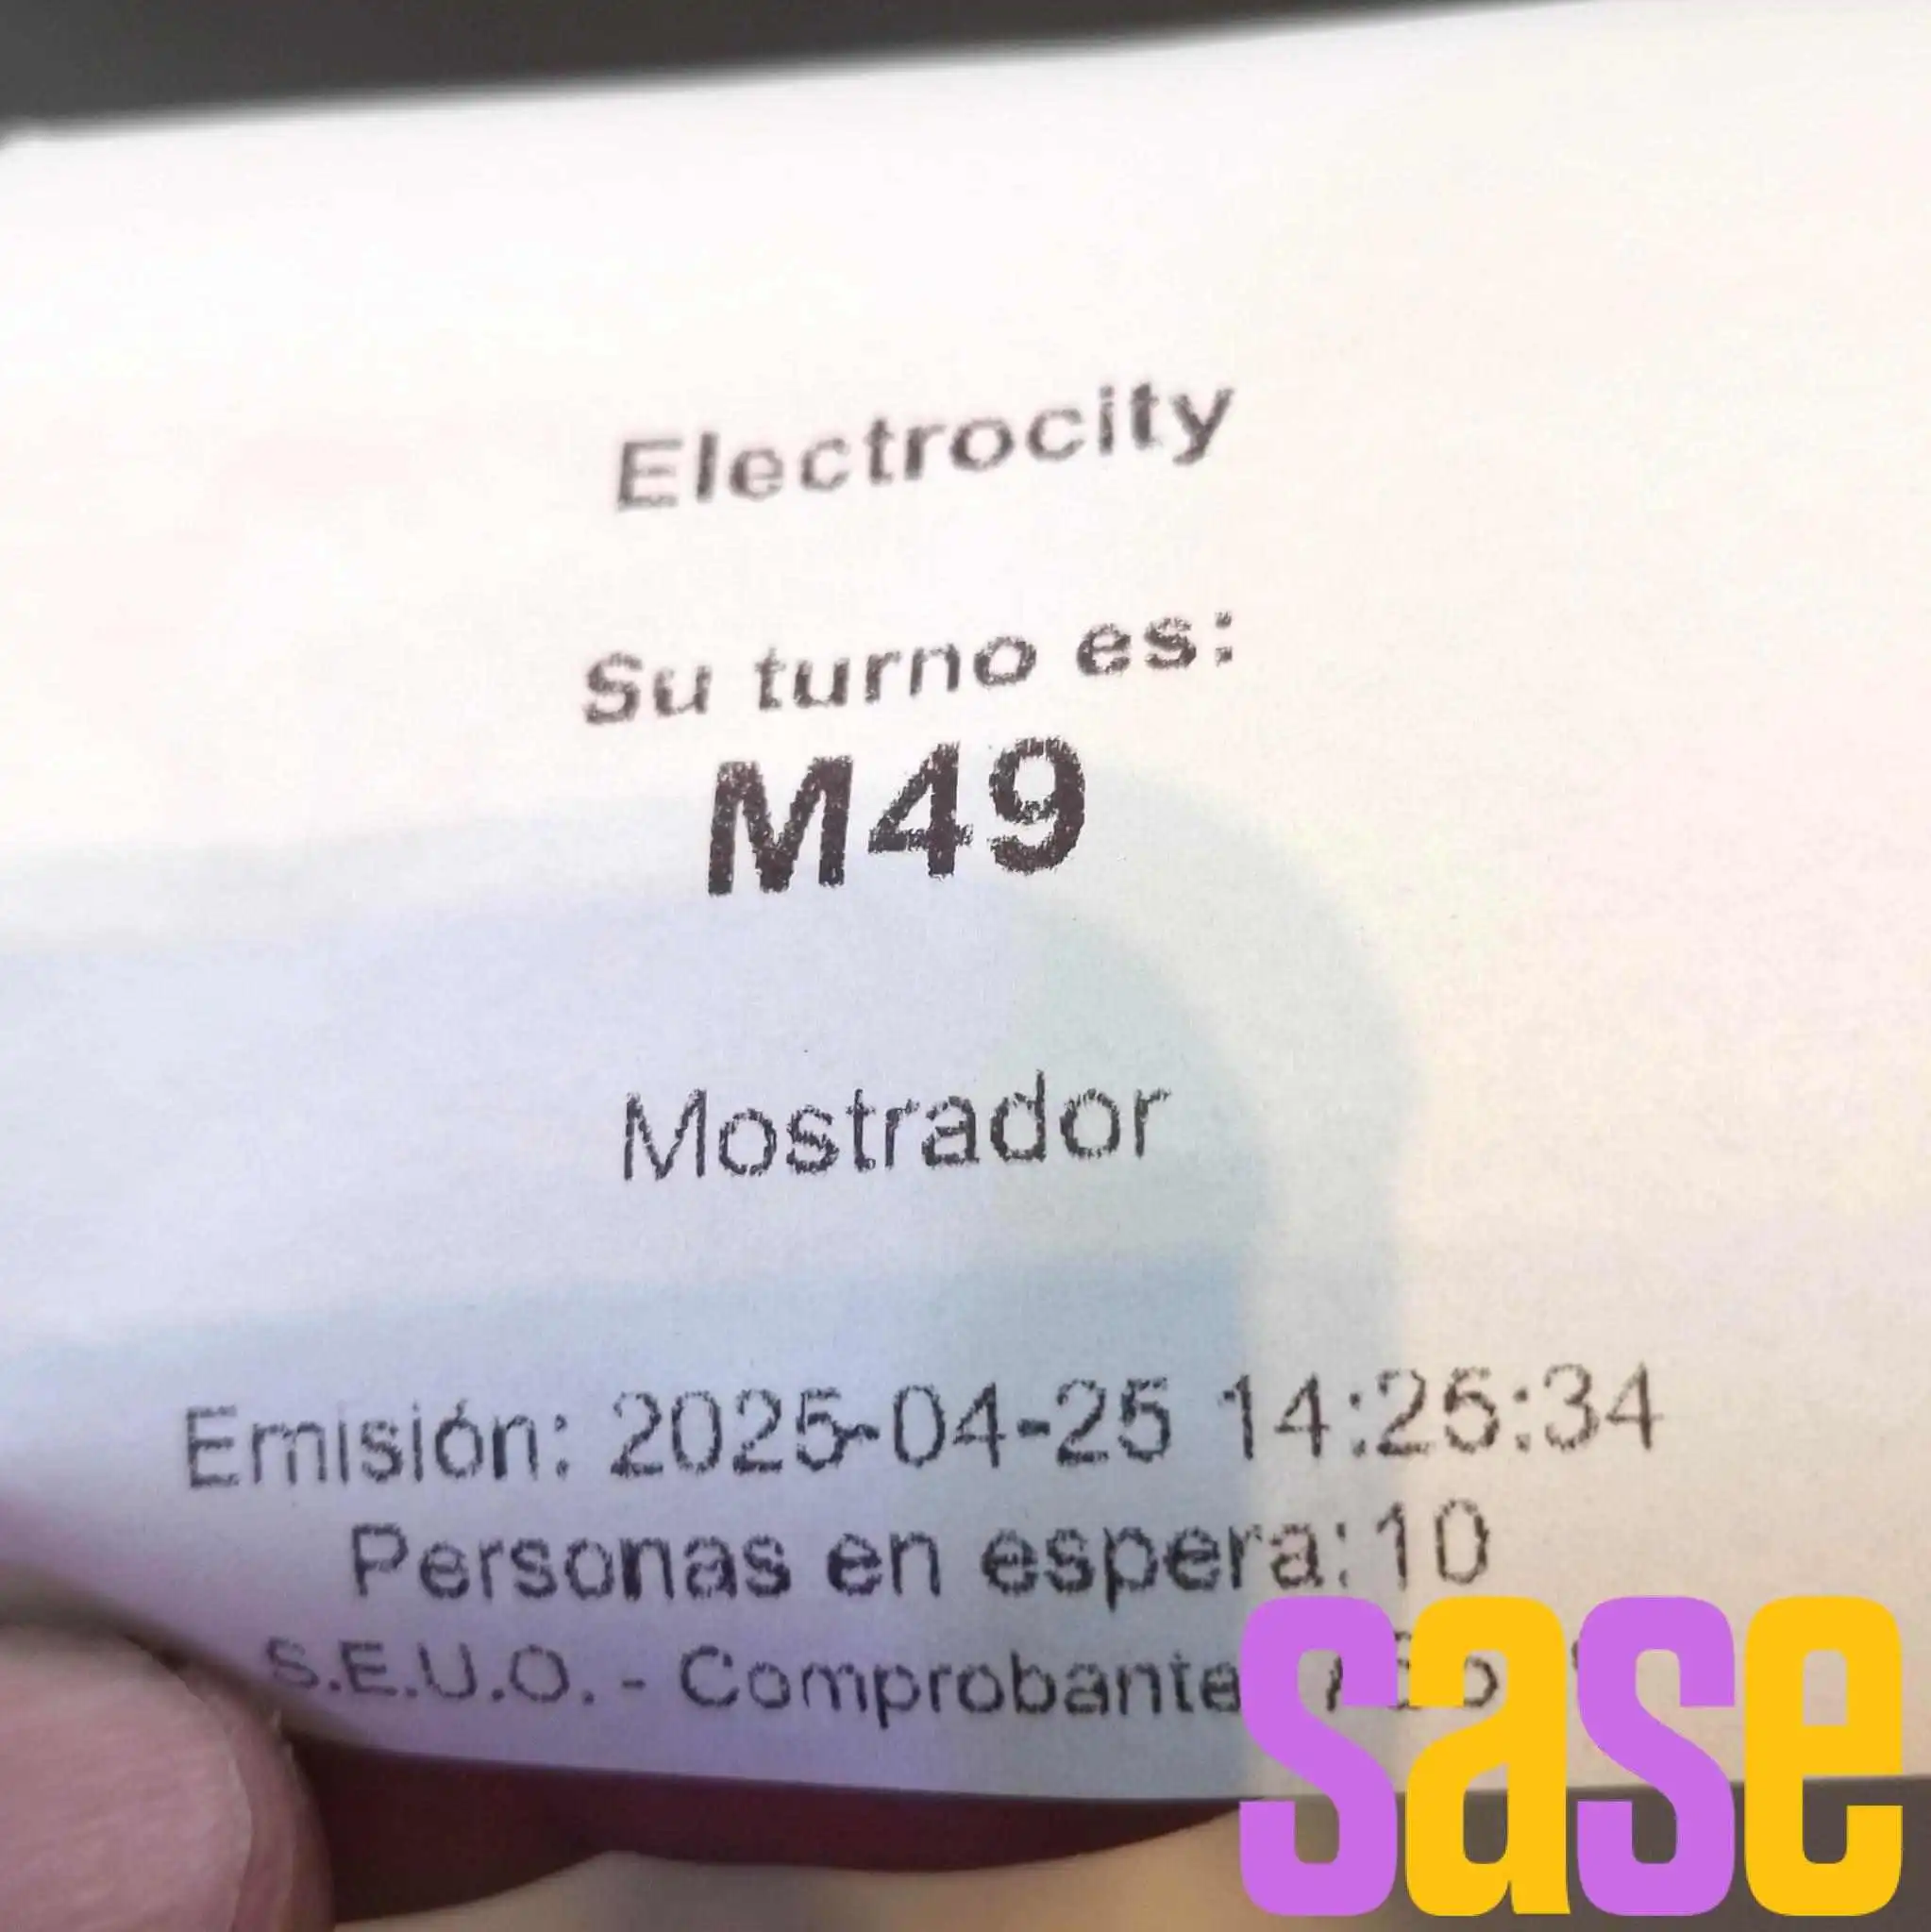 Electrocity
Su turno es:
M49
Mostrador
Emisión: 2025-04-25 14:25:34
Personas en espera:10
S.E.U.O. - Comprobante
sase